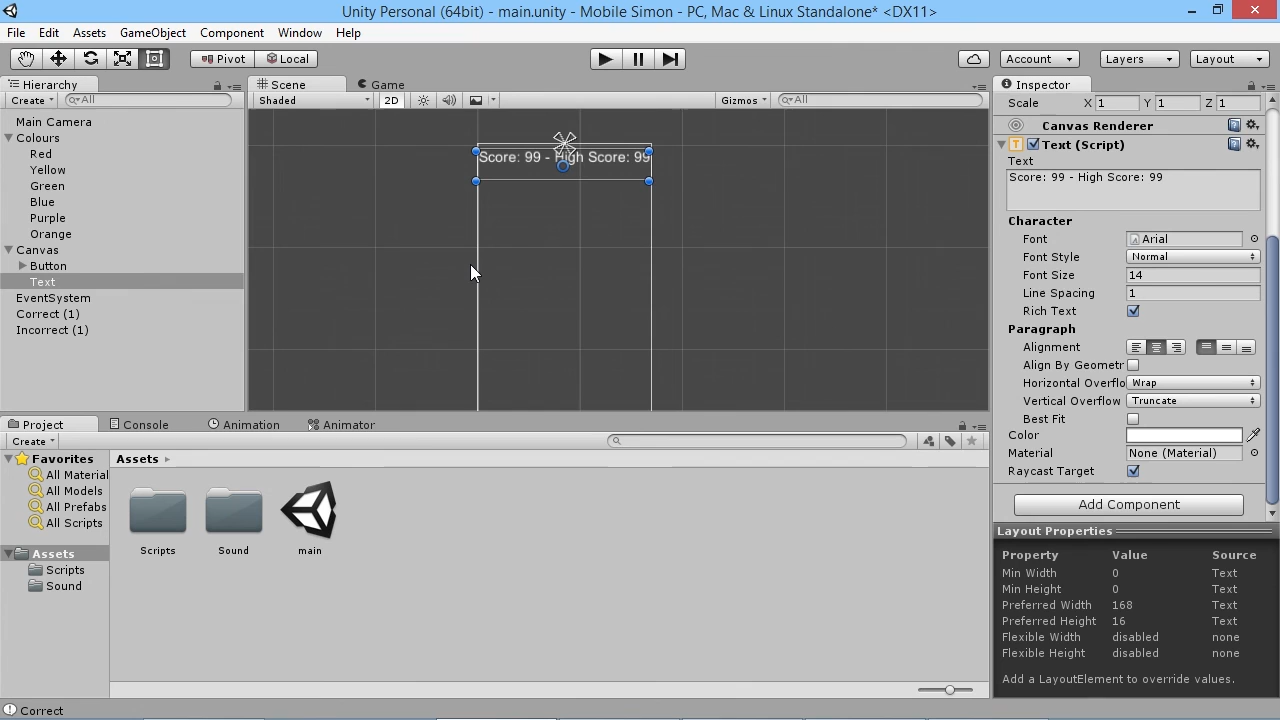 Unity Personal (64bit) - main.unity - Mobile Simon - PC, Mac & Linux Standalone* <DX11>
File Edit Assets GameObject Component Window Help
Pivot Local Account Layers Layout
Hierarchy
Create All
Main Camera
Colours
Red
Yellow
Green
Blue
Purple
Orange
Canvas
Button
Text
EventSystem
Correct (1)
Incorrect (1)
Scene Game
Shaded 2D Gizmos All
Score: 99 - High Score: 99
Inspector
Scale X 1 Y 1 Z 1
Canvas Renderer
Text (Script)
Text
Score: 99 - High Score: 99
Character
Font Arial
Font Style Normal
Font Size 14
Line Spacing 1
Rich Text
Paragraph
Alignment
Align By Geometr
Horizontal Overflo Wrap
Vertical Overflow Truncate
Best Fit
Color
Material None (Material)
Raycast Target
Add Component
Layout Properties
Property Value Source
Min Width 0 Text
Min Height 0 Text
Preferred Width 168 Text
Preferred Height 16 Text
Flexible Width disabled none
Flexible Height disabled none
Add a LayoutElement to override values.
Project Console Animation Animator
Create
Favorites
All Material
All Models
All Prefabs
All Scripts
Assets
Scripts
Sound
Assets
Scripts Sound main
Correct